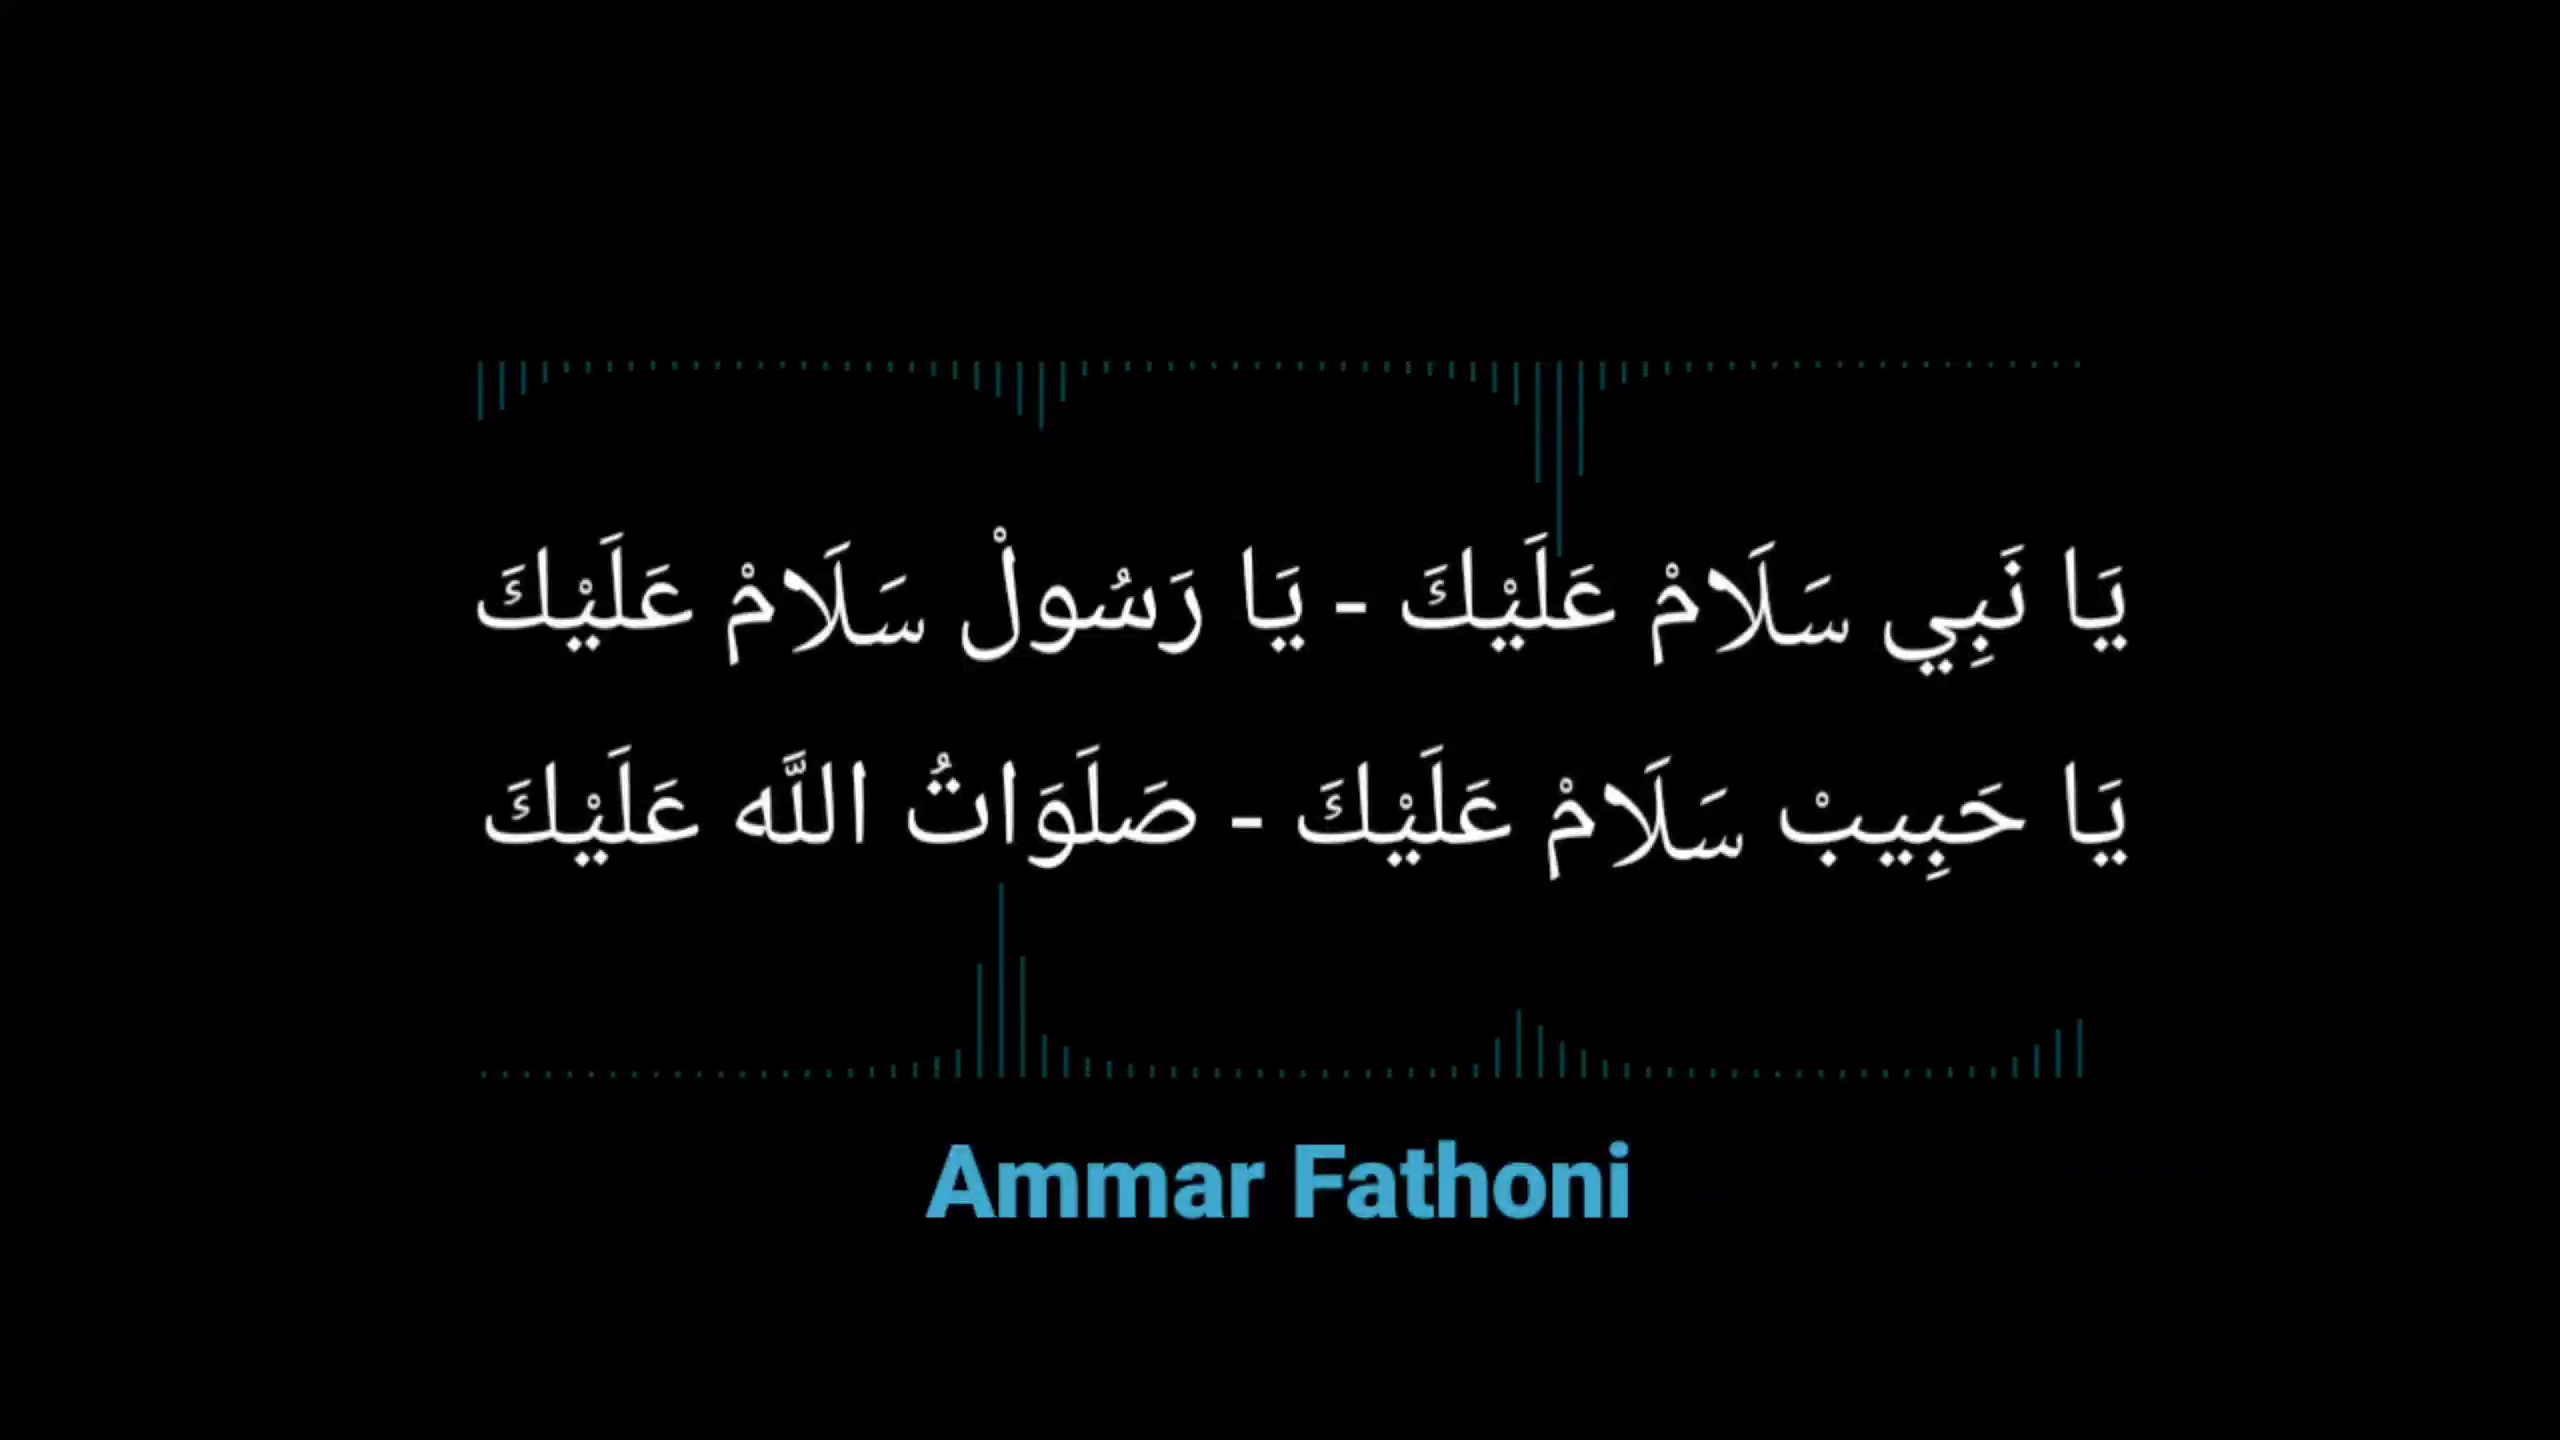 يَا نَبِي سَلَامْ عَلَيْكَ - يَا رَسُولْ سَلَامْ عَلَيْكَ
يَا حَبِيبْ سَلَامْ عَلَيْكَ - صَلَوَاتُ اللَّه عَلَيْكَ
Ammar Fathoni